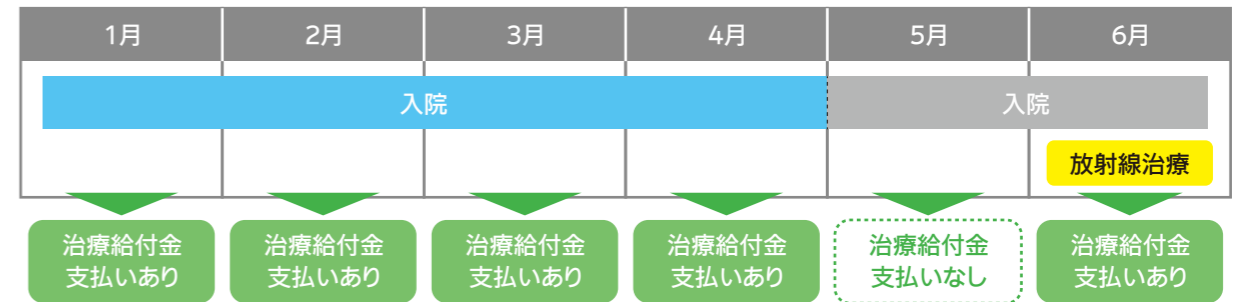 1月 2月 3月 4月 5月 6月
入院 入院
放射線治療
治療給付金 治療給付金 治療給付金 治療給付金 治療給付金 治療給付金
支払いあり 支払いあり 支払いあり 支払いあり 支払いなし 支払いあり